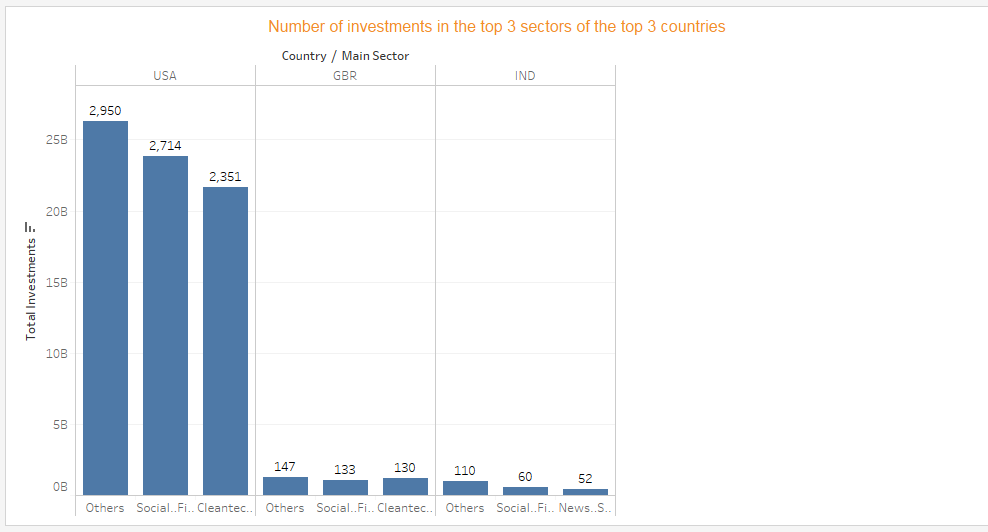 Number of investments in the top 3 sectors of the top 3 countries
Country / Main Sector
USA GBR IND
Total Investments
25B
20B
15B
10B
5B
0B
2,950
2,714
2,351
147
133
130
110
60
52
Others Social..Fi.. Cleantec.. Others Social..Fi.. Cleantec.. Others Social..Fi.. News..S..